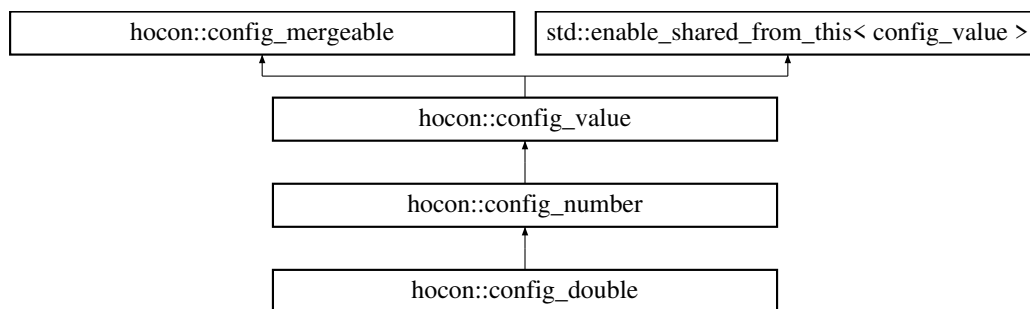 hocon::config_mergeable
std::enable_shared_from_this< config_value >
hocon::config_value
hocon::config_number
hocon::config_double